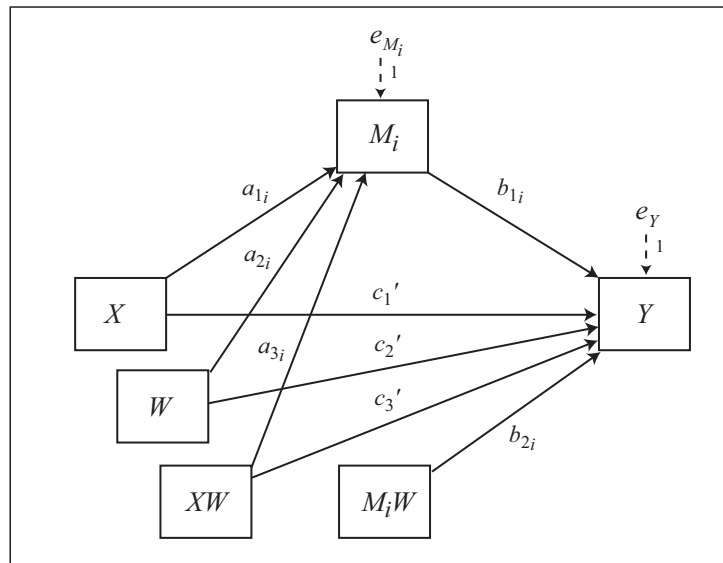 e_{M_i}
1
M_i
a_{1i}
b_{1i}
e_Y
1
a_{2i}
X
c_1′
Y
a_{3i}
c_2′
W
c_3′
b_{2i}
XW
M_iW